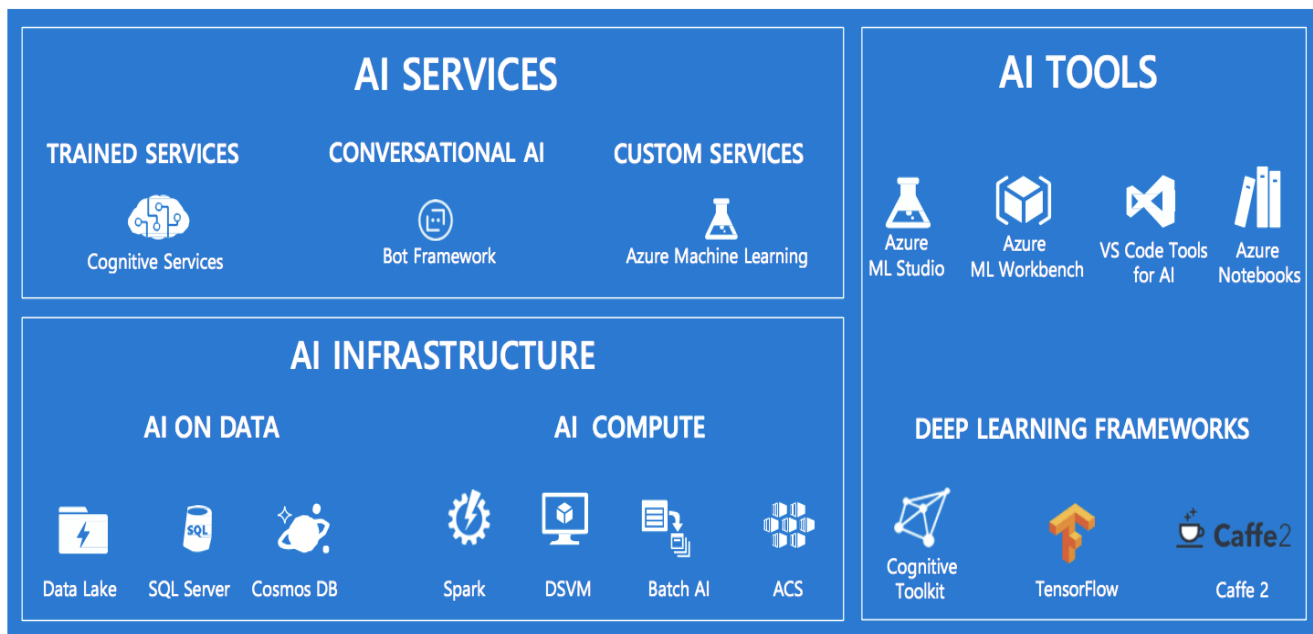 AI SERVICES
TRAINED SERVICES
CONVERSATIONAL AI
CUSTOM SERVICES
Cognitive Services
Bot Framework
Azure Machine Learning
AI INFRASTRUCTURE
AI ON DATA
AI COMPUTE
SQL
Data Lake
SQL Server
Cosmos DB
Spark
DSVM
Batch AI
ACS
AI TOOLS
Azure
ML Studio
Azure
ML Workbench
VS Code Tools
for AI
Azure
Notebooks
DEEP LEARNING FRAMEWORKS
Cognitive
Toolkit
TensorFlow
Caffe2
Caffe 2